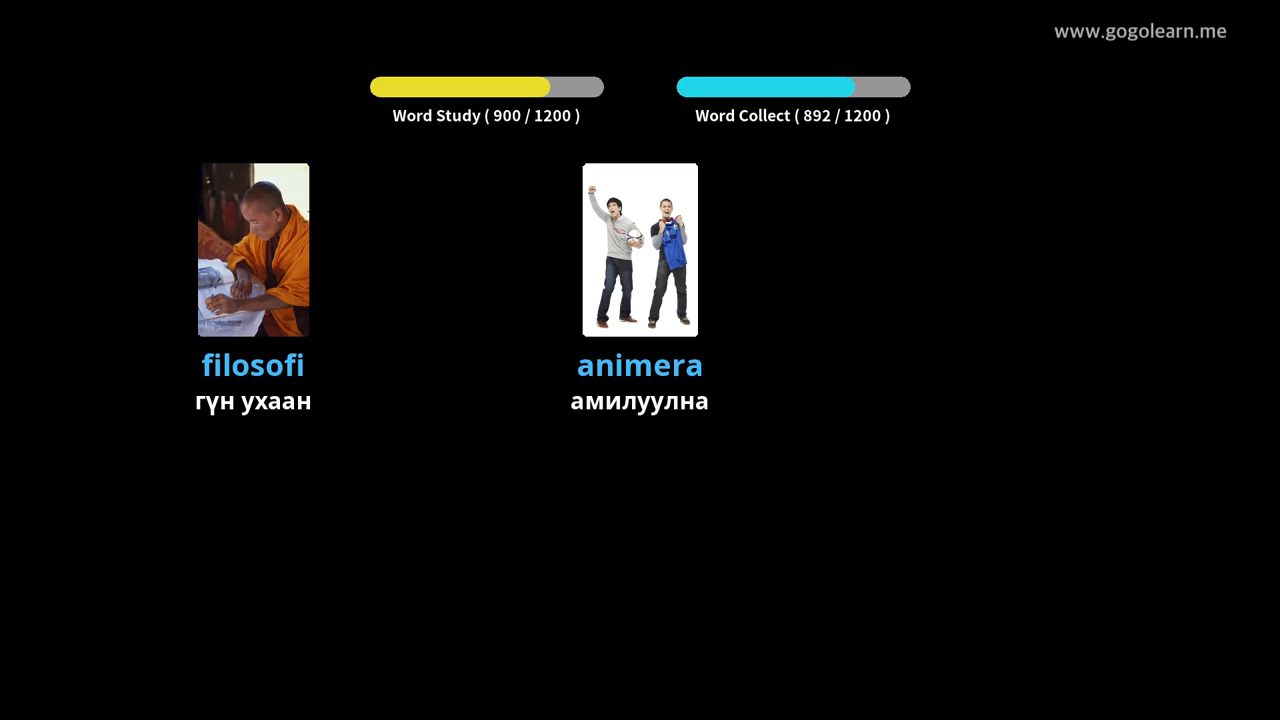 www.gogolearn.me
Word Study ( 900 / 1200 )
Word Collect ( 892 / 1200 )
filosofi
гүн ухаан
animera
амилуулна